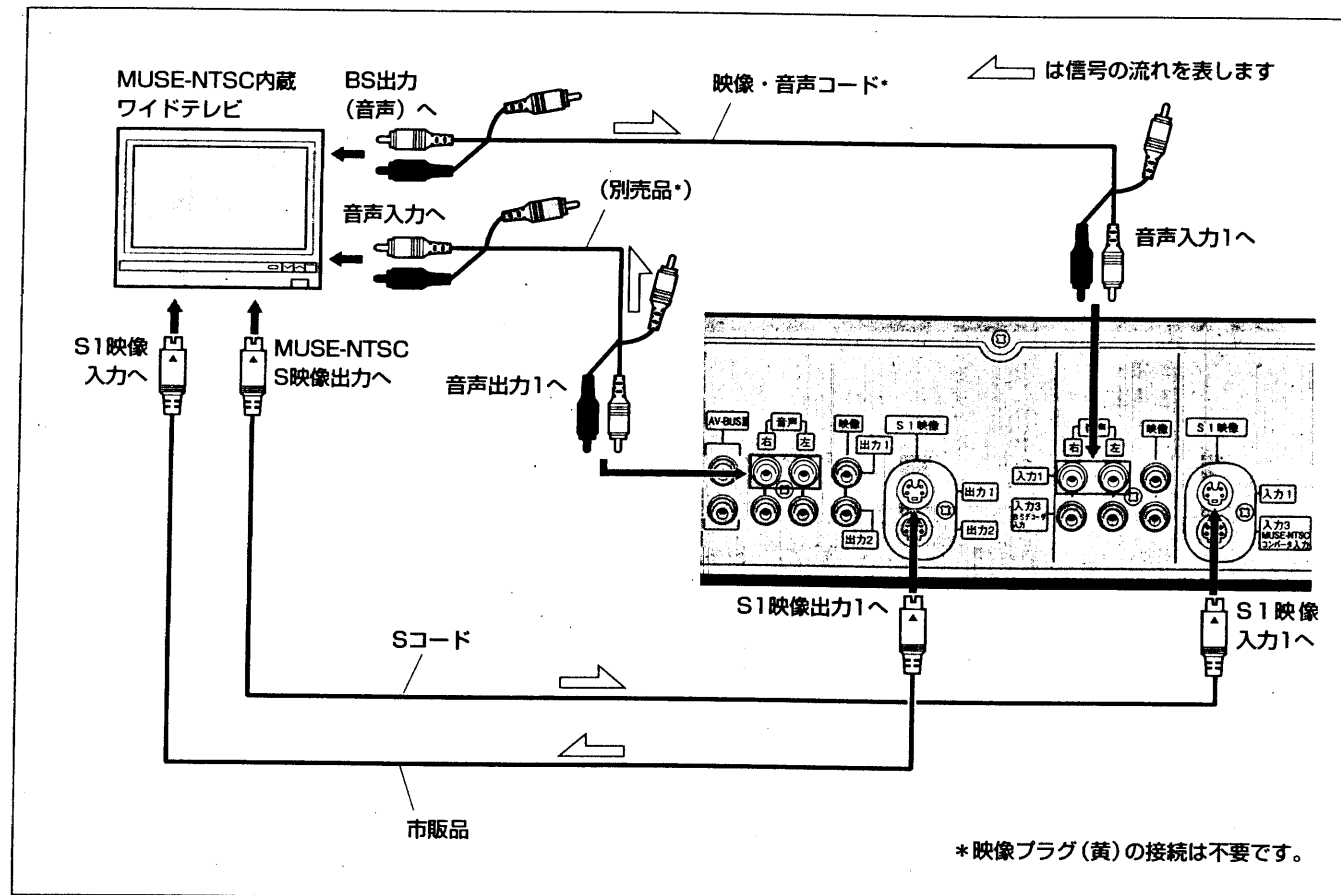 MUSE-NTSC内蔵
ワイドテレビ
BS出力
(音声)へ
映像・音声コード*
は信号の流れを表します
(別売品*)
音声入力へ
音声入力1へ
S1映像
入力へ
MUSE-NTSC
S映像出力へ
音声出力1へ
AV-BUSⅡ
音声
右
左
映像
出力1
出力2
S1映像
出力1
出力2
入力1
入力3
右
左
映像
S1映像
入力1
入力3
MUSE-NTSC
コンバータ入力
S1映像出力1へ
S1映像
入力1へ
Sコード
市販品
*映像プラグ(黄)の接続は不要です。